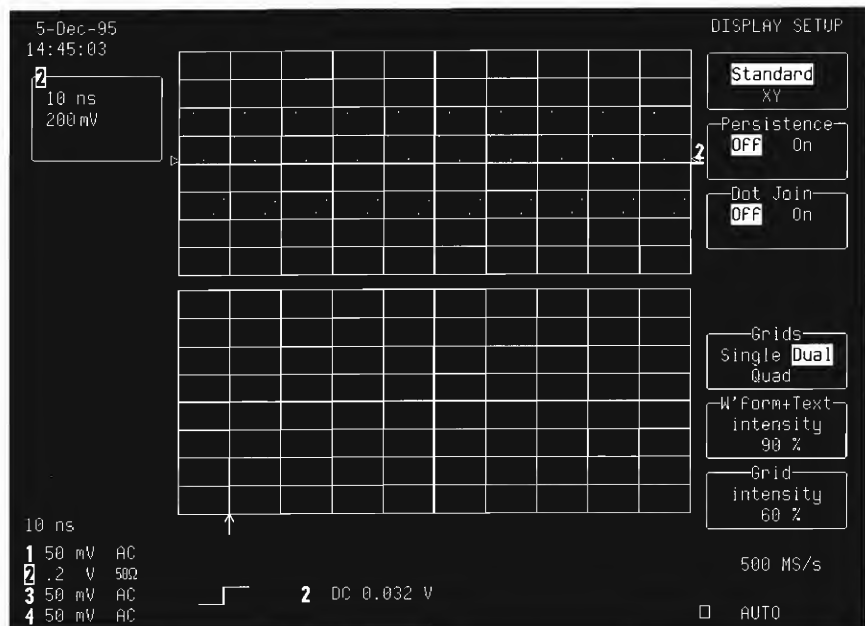 5-Dec-95
14:45:03
DISPLAY SETUP
2
10 ns
200 mV
Standard
XY
Persistence
Off On
2
Dot Join
Off On
Grids
Single Dual
Quad
W'form+Text
intensity
90 %
Grid
intensity
60 %
10 ns
1 50 mV AC
2 .2 V 50Ω
3 50 mV AC
4 50 mV AC
2 DC 0.032 V
500 MS/s
AUTO